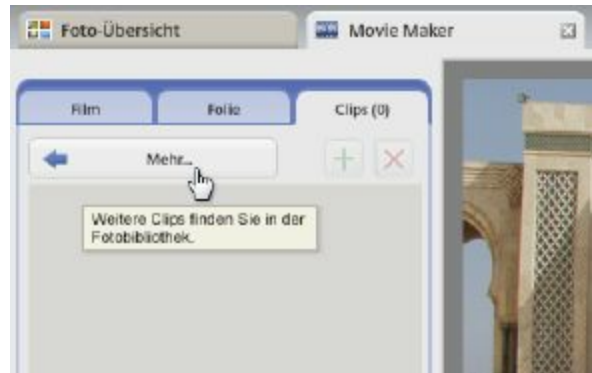 Foto-Übersicht
Movie Maker
Film
Folie
Clips (0)
Mehr...
Weitere Clips finden Sie in der
Fotobibliothek.